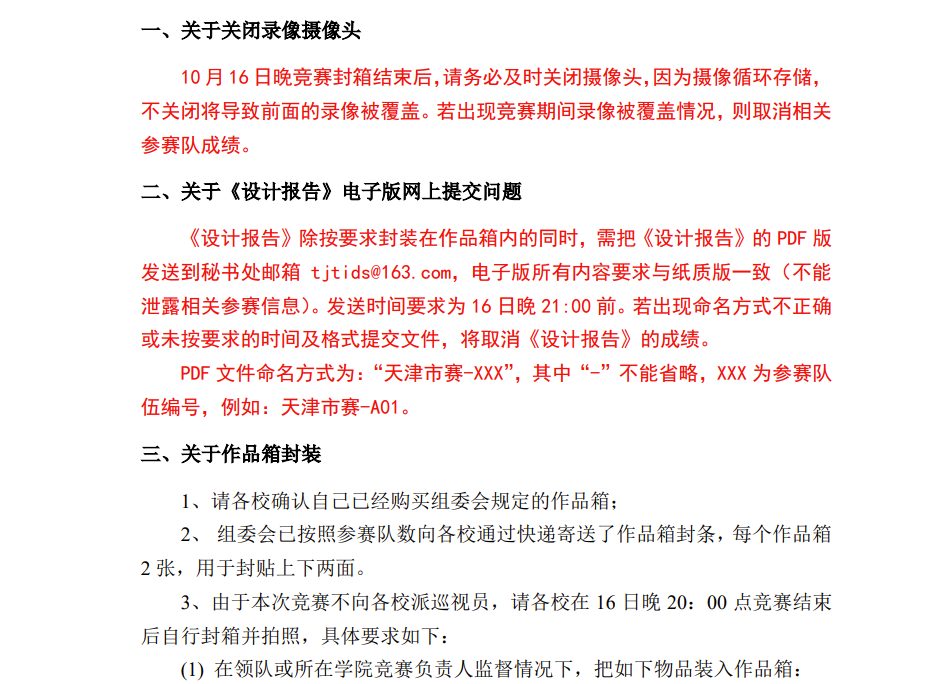 一、关于关闭录像摄像头
10 月 16 日晚竞赛封箱结束后,请务必及时关闭摄像头,因为摄像循环存储，
不关闭将导致前面的录像被覆盖。若出现竞赛期间录像被覆盖情况，则取消相关
参赛队成绩。
二、关于《设计报告》电子版网上提交问题
《设计报告》除按要求封装在作品箱内的同时，需把《设计报告》的 PDF 版
发送到秘书处邮箱 tjtids@163.com，电子版所有内容要求与纸质版一致（不能
泄露相关参赛信息）。发送时间要求为 16 日晚 21:00 前。若出现命名方式不正确
或未按要求的时间及格式提交文件，将取消《设计报告》的成绩。
PDF 文件命名方式为：“天津市赛-XXX”，其中“-”不能省略，XXX 为参赛队
伍编号，例如：天津市赛-A01。
三、关于作品箱封装
1、请各校确认自己已经购买组委会规定的作品箱；
2、 组委会已按照参赛队数向各校通过快递寄送了作品箱封条，每个作品箱
2 张，用于封贴上下两面。
3、由于本次竞赛不向各校派巡视员，请各校在 16 日晚 20：00 点竞赛结束
后自行封箱并拍照，具体要求如下：
(1) 在领队或所在学院竞赛负责人监督情况下，把如下物品装入作品箱：